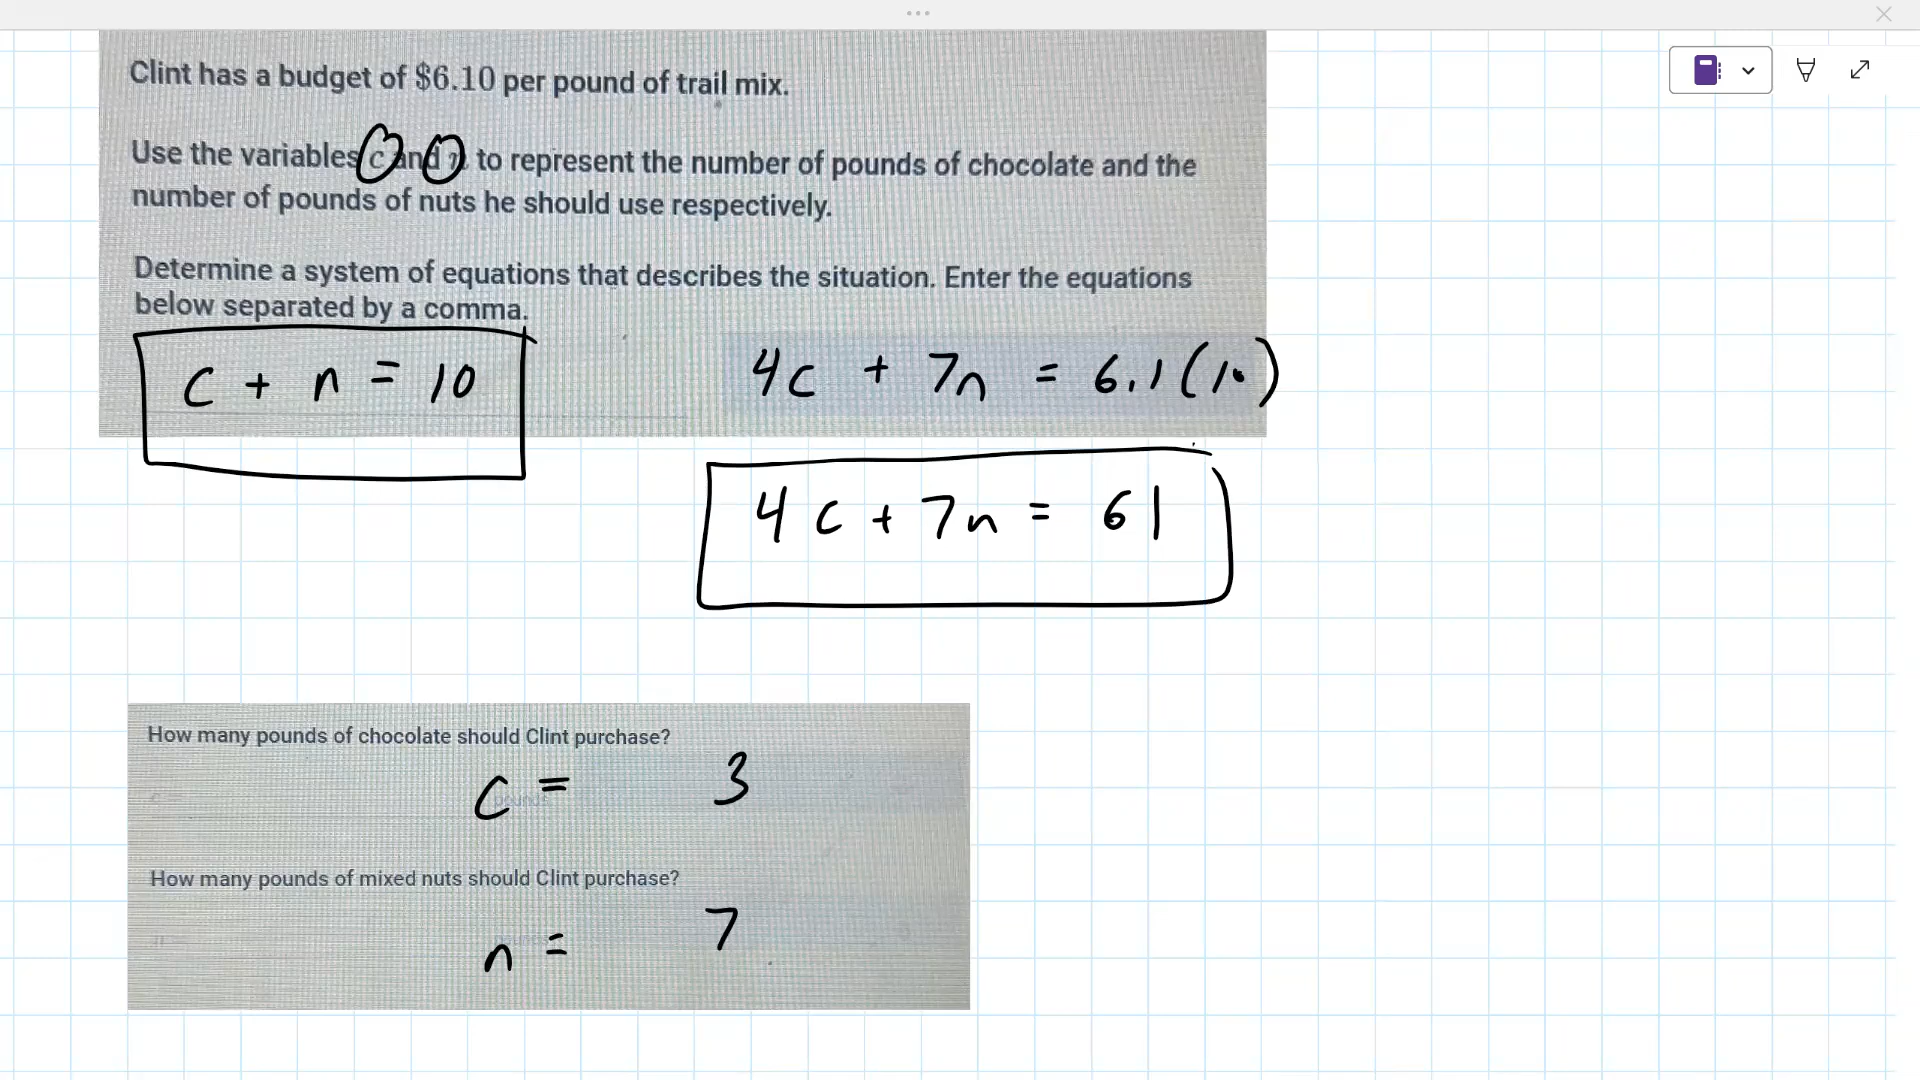 Clint has a budget of $6.10 per pound of trail mix.
Use the variables c and n to represent the number of pounds of chocolate and the
number of pounds of nuts he should use respectively.
Determine a system of equations that describes the situation. Enter the equations
below separated by a comma.
c + n = 10
4c + 7n = 6.1(10)
4c + 7n = 61
How many pounds of chocolate should Clint purchase?
c = 3
pounds
How many pounds of mixed nuts should Clint purchase?
n = 7